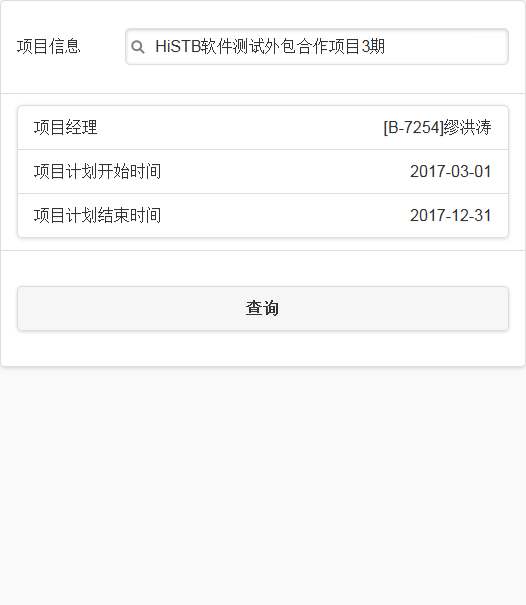 项目信息 HiSTB软件测试外包合作项目3期
项目经理 [B-7254]缪洪涛
项目计划开始时间 2017-03-01
项目计划结束时间 2017-12-31
查询